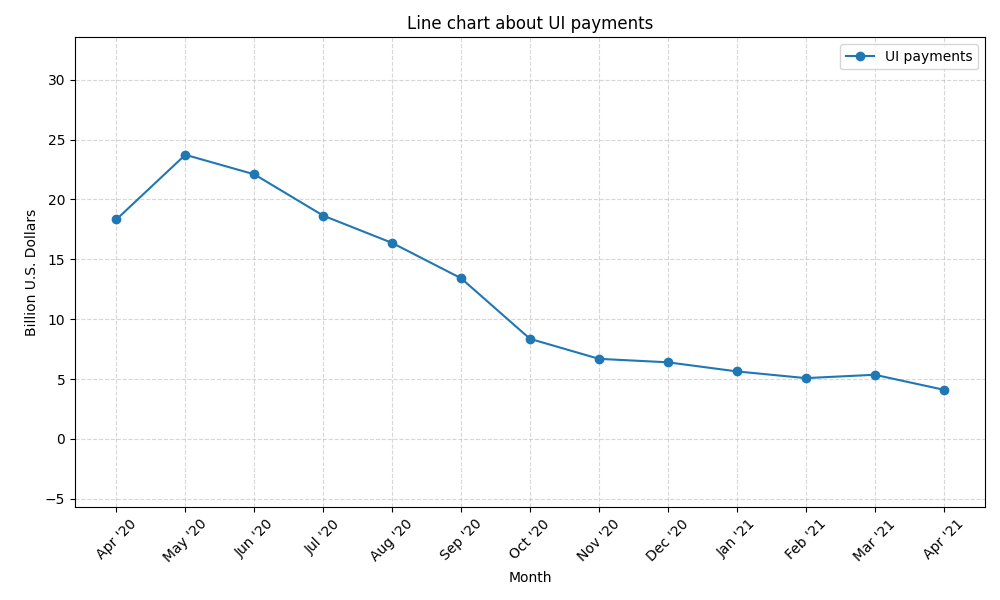 Line chart about UI payments
UI payments
Billion U.S. Dollars
30
25
20
15
10
5
0
−5
Apr '20
May '20
Jun '20
Jul '20
Aug '20
Sep '20
Oct '20
Nov '20
Dec '20
Jan '21
Feb '21
Mar '21
Apr '21
Month